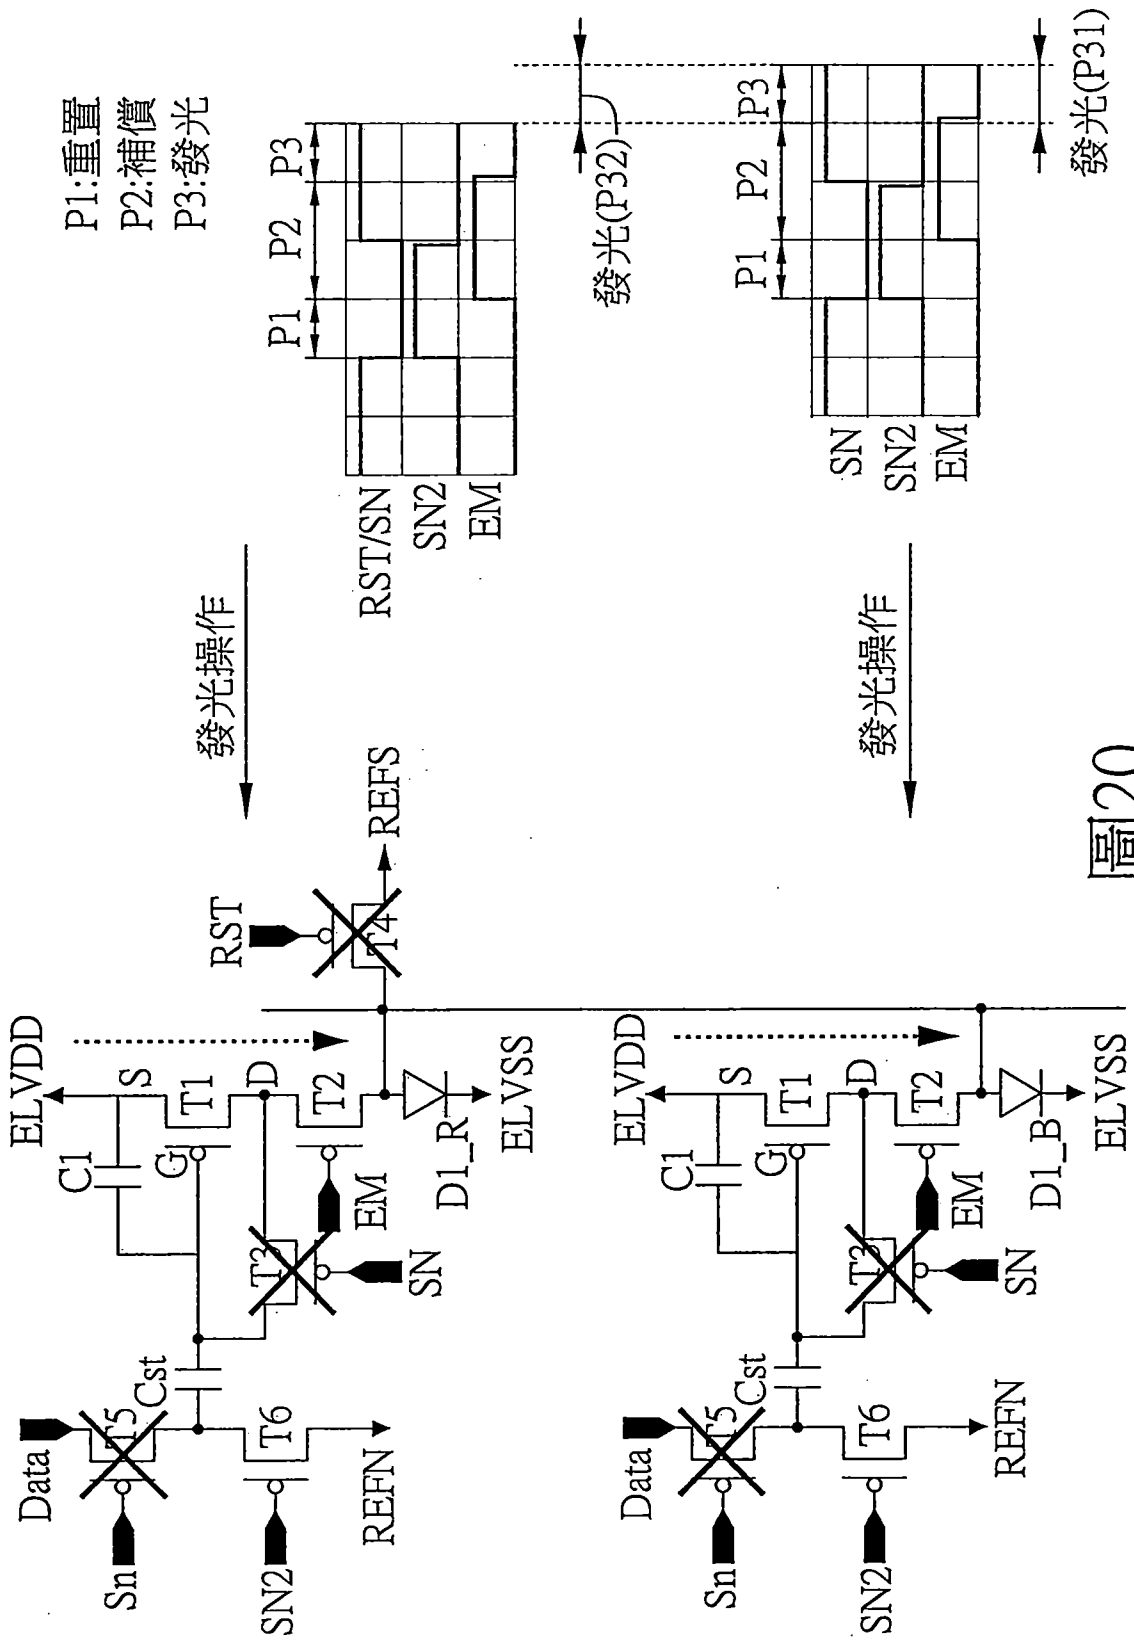 P1:重置
P2:補償
P3:發光
P1
P2
P3
RST/SN
SN2
EM
發光(P32)
P1
P2
P3
SN
SN2
EM
發光(P31)
發光操作
發光操作
RST
T4
REFS
ELVDD
S
C1
T1
G
D
T2
T3
EM
SN
D1_R
ELVSS
Data
T5
Cst
Sn
T6
SN2
REFN
ELVDD
S
C1
T1
G
D
T2
T3
EM
SN
D1_B
ELVSS
Data
T5
Cst
Sn
T6
SN2
REFN
圖20